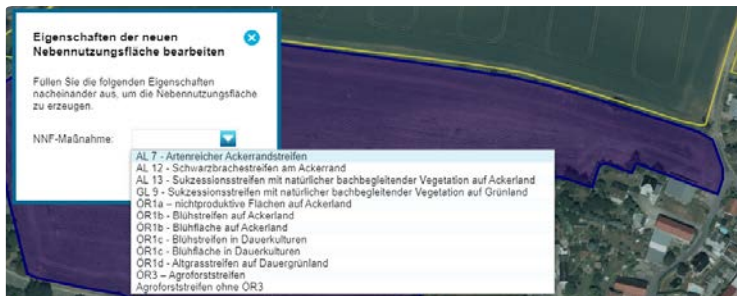 Eigenschaften der neuen
Nebennutzungsfläche bearbeiten
Füllen Sie die folgenden Eigenschaften
nacheinander aus, um die Nebennutzungsfläche
zu erzeugen.
NNF-Maßnahme:
AL 7 - Artenreicher Ackerrandstreifen
AL 12 - Schwarzbrachestreifen am Ackerrand
AL 13 - Sukzessionsstreifen mit natürlicher bachbegleitender Vegetation auf Ackerland
GL 9 - Sukzessionsstreifen mit natürlicher bachbegleitender Vegetation auf Grünland
ÖR1a – nichtproduktive Flächen auf Ackerland
ÖR1b - Blühstreifen auf Ackerland
ÖR1b - Blühfläche auf Ackerland
ÖR1c - Blühstreifen in Dauerkulturen
ÖR1c - Blühfläche in Dauerkulturen
ÖR1d - Altgrasstreifen auf Dauergrünland
ÖR3 – Agroforststreifen
Agroforststreifen ohne ÖR3